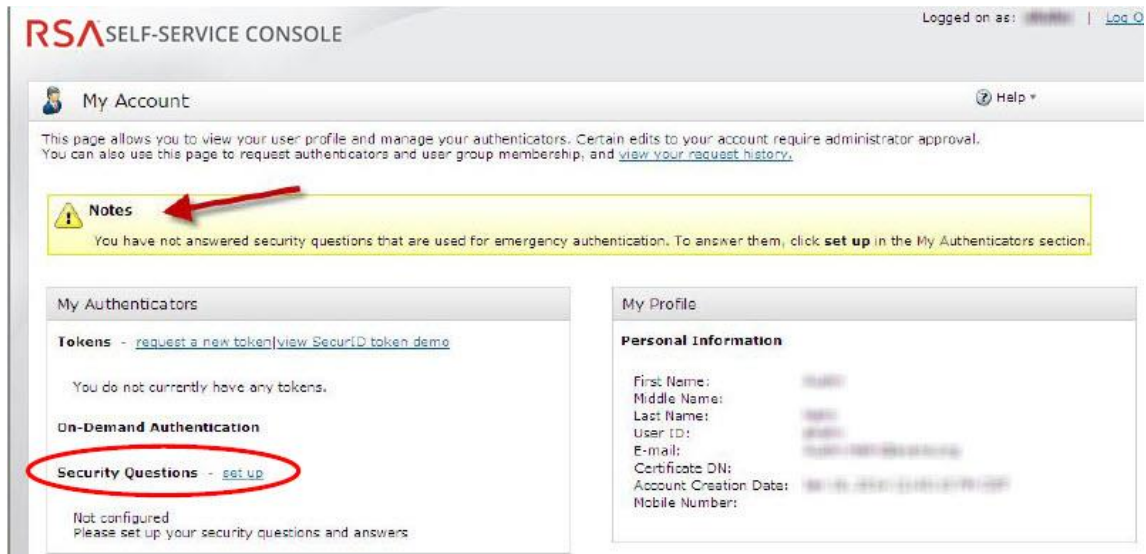 Logged on as: | Log O
RSA SELF-SERVICE CONSOLE
My Account
Help
This page allows you to view your user profile and manage your authenticators. Certain edits to your account require administrator approval.
You can also use this page to request authenticators and user group membership, and view your request history.
Notes
You have not answered security questions that are used for emergency authentication. To answer them, click set up in the My Authenticators section.
My Authenticators
Tokens - request a new token|view SecurID token demo
You do not currently have any tokens.
On-Demand Authentication
Security Questions - set up
Not configured
Please set up your security questions and answers
My Profile
Personal Information
First Name:
Middle Name:
Last Name:
User ID:
E-mail:
Certificate DN:
Account Creation Date:
Mobile Number: